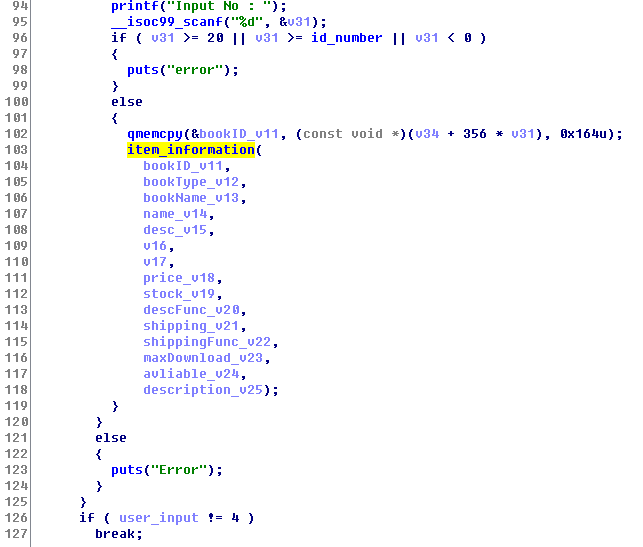 94 printf("Input No : ");
95 __isoc99_scanf("%d", &v31);
96 if ( v31 >= 20 || v31 >= id_number || v31 < 0 )
97 {
98 puts("error");
99 }
100 else
101 {
102 qmemcpy(&bookID_v11, (const void *)(v34 + 356 * v31), 0x164u);
103 item_information(
104 bookID_v11,
105 bookType_v12,
106 bookName_v13,
107 name_v14,
108 desc_v15,
109 v16,
110 v17,
111 price_v18,
112 stock_v19,
113 descFunc_v20,
114 shipping_v21,
115 shippingFunc_v22,
116 maxDownload_v23,
117 avliable_v24,
118 description_v25);
119 }
120 }
121 else
122 {
123 puts("Error");
124 }
125 }
126 if ( user_input != 4 )
127 break;